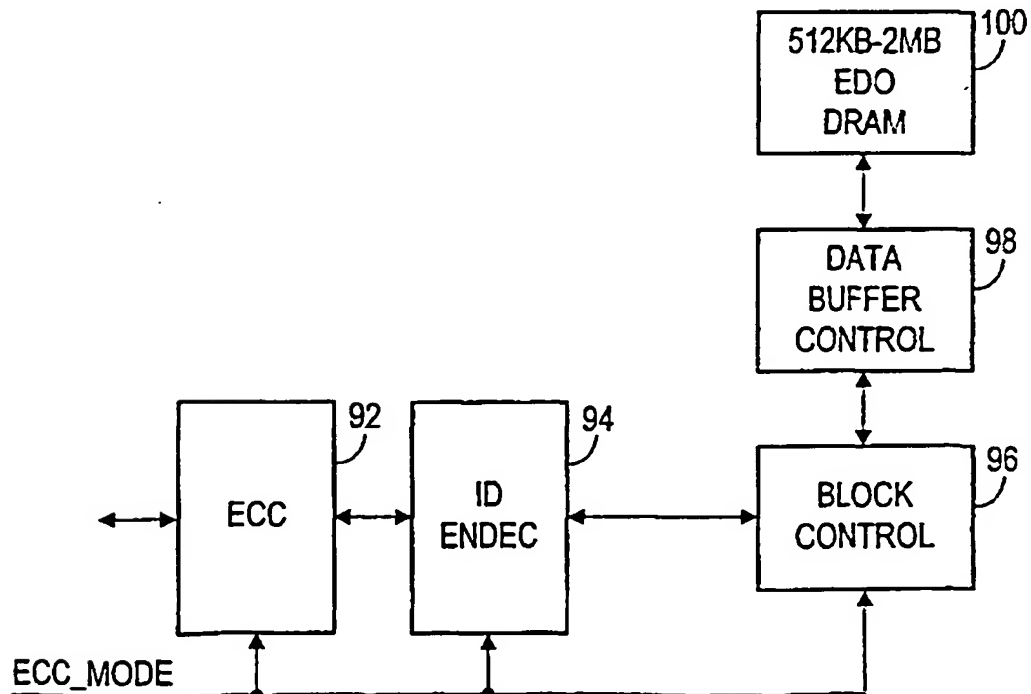 100
512KB-2MB
EDO
DRAM
98
DATA
BUFFER
CONTROL
92
94
96
ECC
ID
ENDEC
BLOCK
CONTROL
ECC_MODE